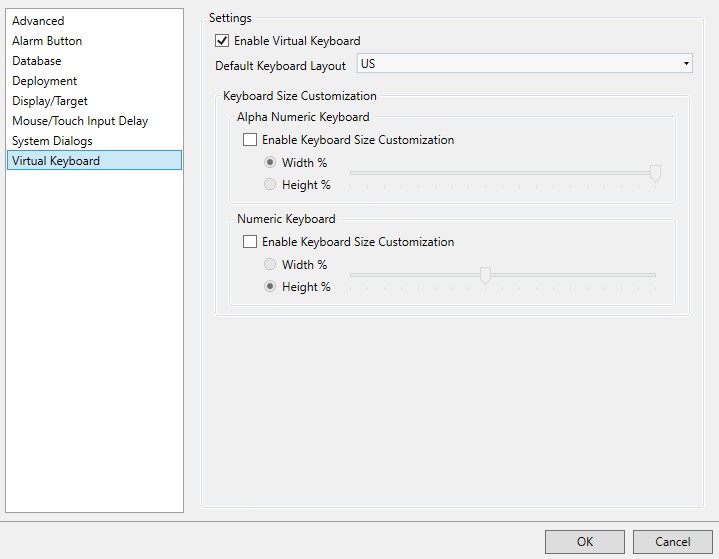 Advanced
Alarm Button
Database
Deployment
Display/Target
Mouse/Touch Input Delay
System Dialogs
Virtual Keyboard
Settings
Enable Virtual Keyboard
Default Keyboard Layout US
Keyboard Size Customization
Alpha Numeric Keyboard
Enable Keyboard Size Customization
Width %
Height %
Numeric Keyboard
Enable Keyboard Size Customization
Width %
Height %
OK Cancel